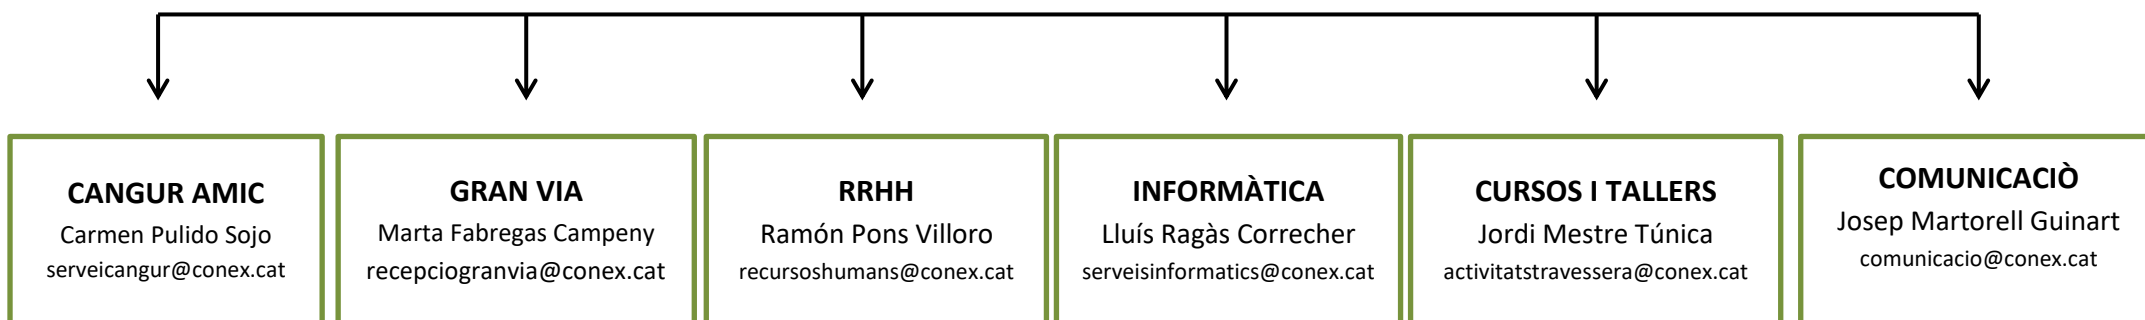 CANGUR AMIC
Carmen Pulido Sojo
serveicangur@conex.cat
GRAN VIA
Marta Fabregas Campeny
recepciogranvia@conex.cat
RRHH
Ramón Pons Villoro
recursoshumans@conex.cat
INFORMÀTICA
Lluís Ragàs Correcher
serveisinformatics@conex.cat
CURSOS I TALLERS
Jordi Mestre Túnica
activitatstravessera@conex.cat
COMUNICACIÒ
Josep Martorell Guinart
comunicacio@conex.cat